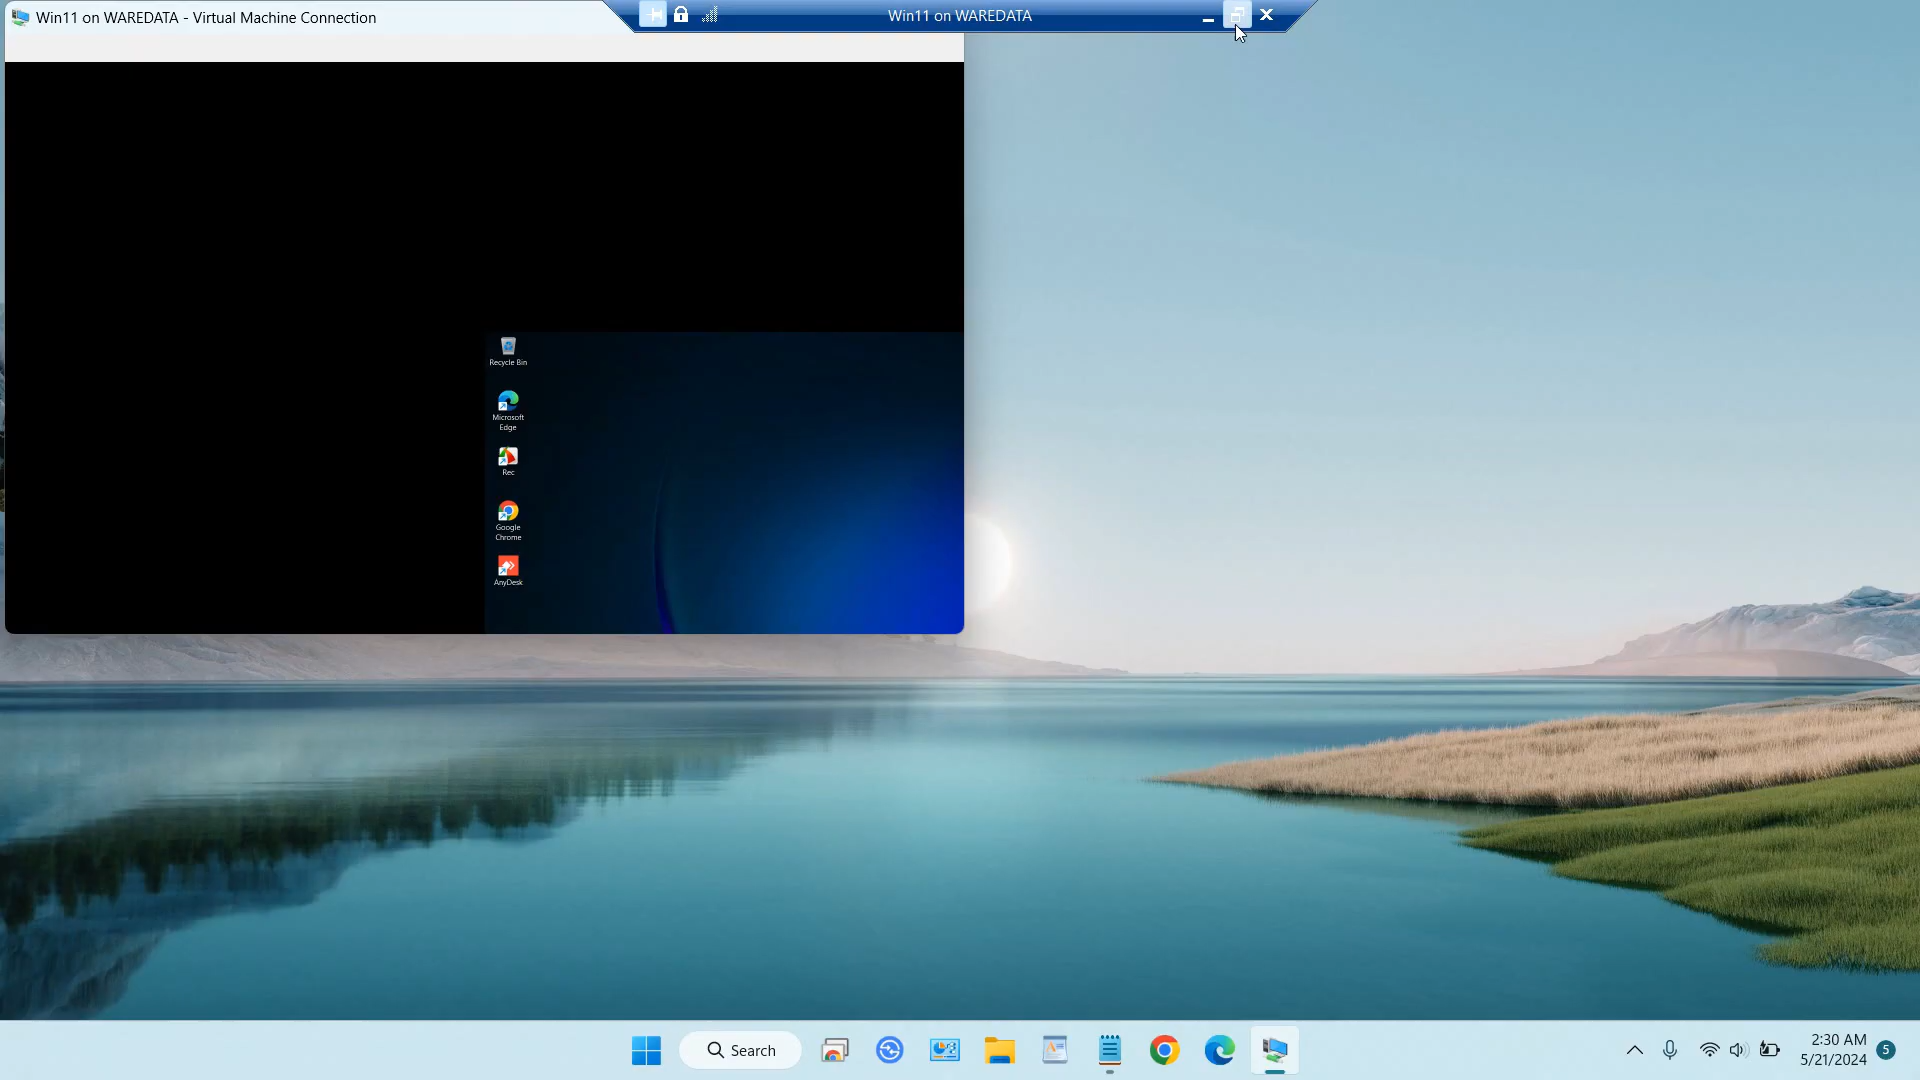 Win11 on WAREDATA - Virtual Machine Connection
Win11 on WAREDATA
Recycle Bin
Microsoft
Edge
Rec
Google
Chrome
AnyDesk
Search
2:30 AM
5/21/2024
5